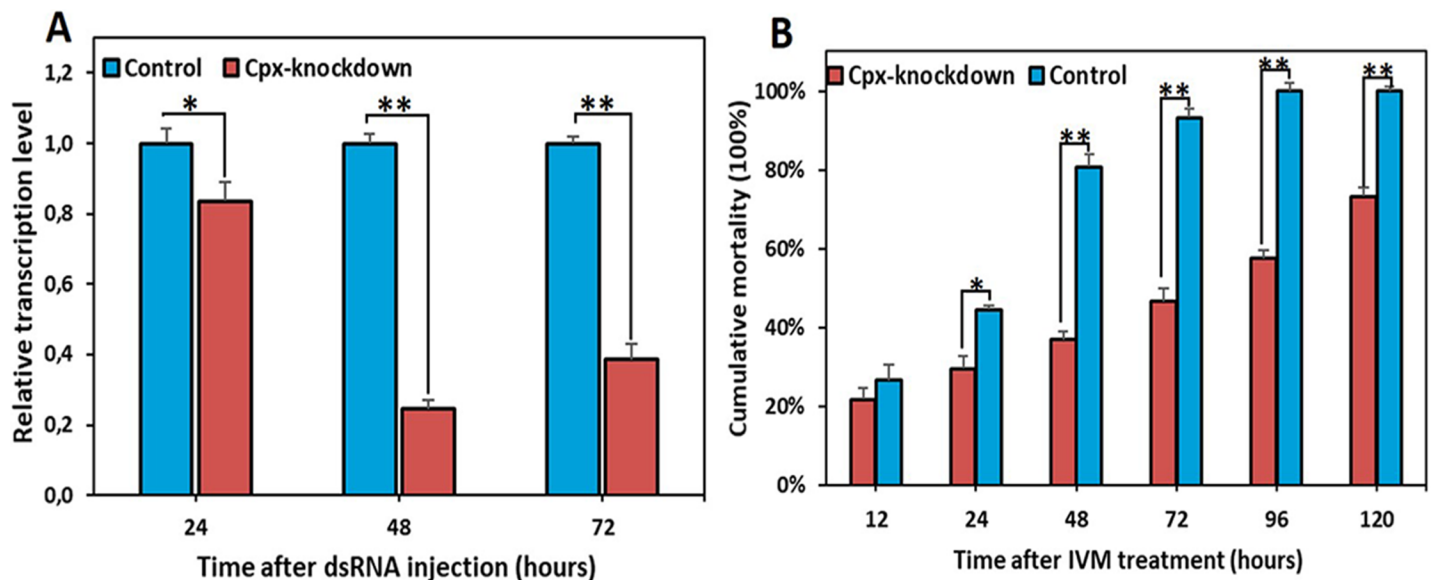 A
Control Cpx-knockdown
Relative transcription level
1,2
1,0
0,8
0,6
0,4
0,2
0,0
* ** **
24 48 72
Time after dsRNA injection (hours)
B
Cpx-knockdown Control
Cumulative mortality (100%)
100%
80%
60%
40%
20%
0%
* ** ** ** **
12 24 48 72 96 120
Time after IVM treatment (hours)